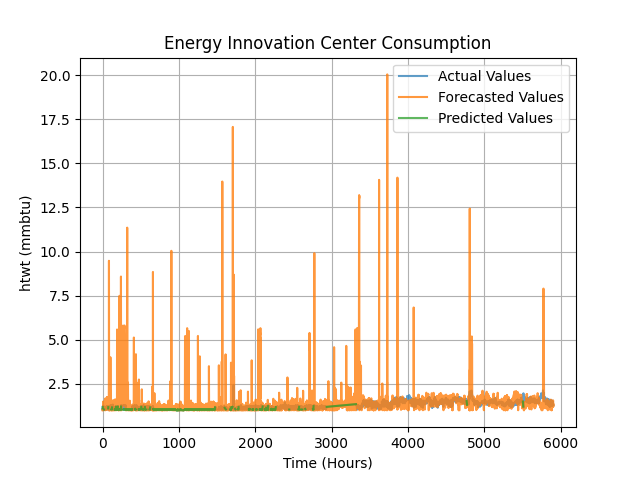 Energy Innovation Center Consumption
Actual Values
Forecasted Values
Predicted Values
20.0
17.5
15.0
12.5
10.0
7.5
5.0
2.5
htwt (mmbtu)
0
1000
2000
3000
4000
5000
6000
Time (Hours)